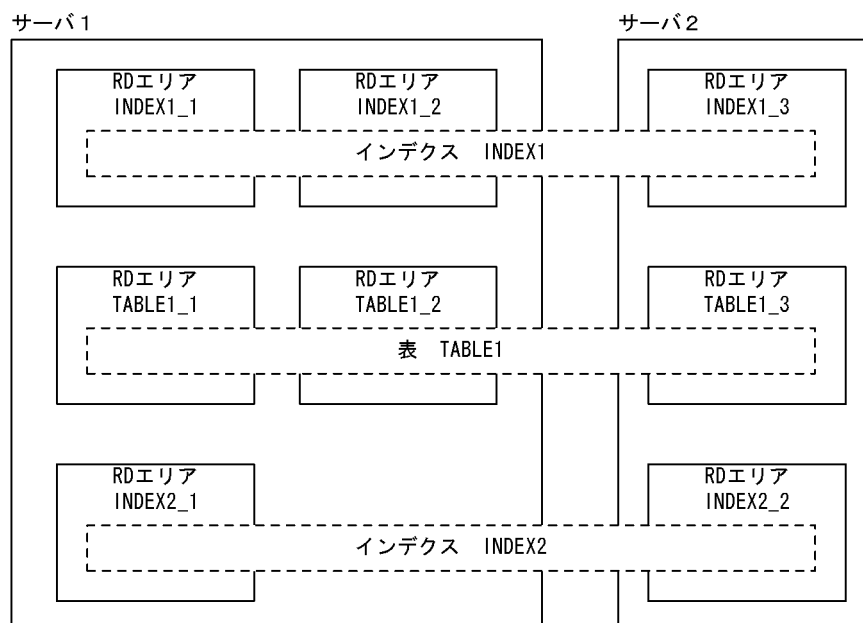 サーバ1
サーバ2
RDエリア
INDEX1_1
RDエリア
INDEX1_2
RDエリア
INDEX1_3
インデクス INDEX1
RDエリア
TABLE1_1
RDエリア
TABLE1_2
RDエリア
TABLE1_3
表 TABLE1
RDエリア
INDEX2_1
RDエリア
INDEX2_2
インデクス INDEX2